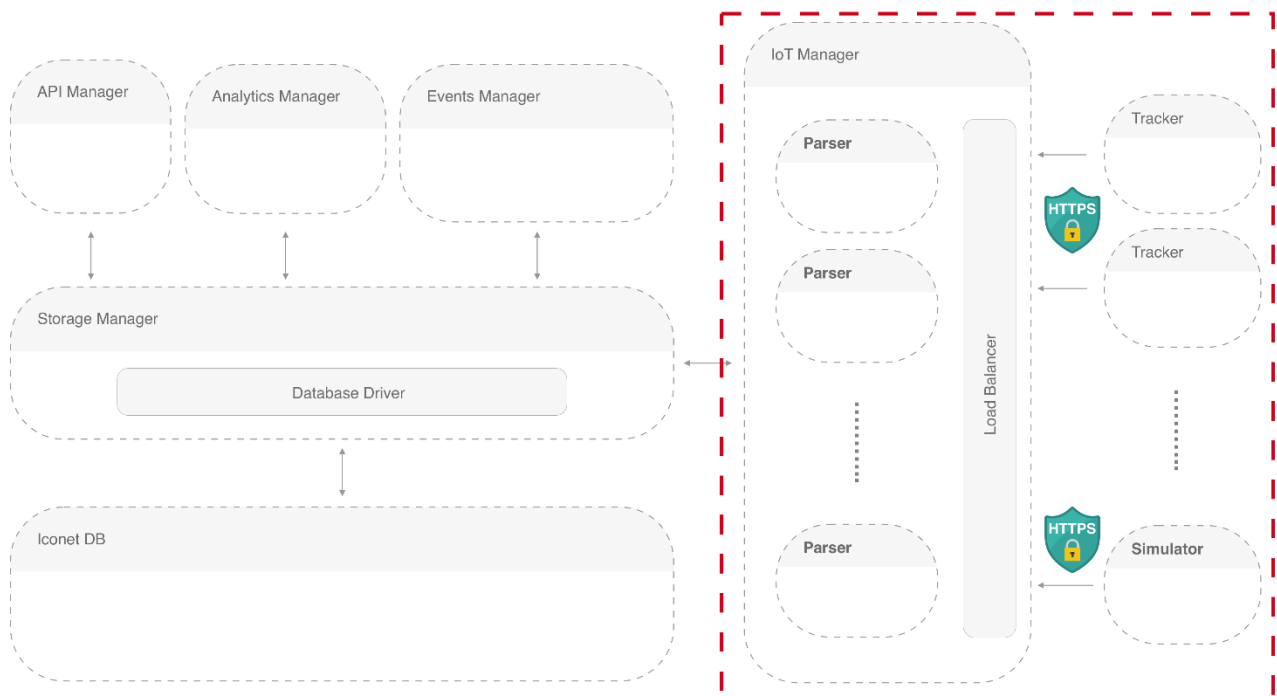 API Manager
Analytics Manager
Events Manager
Storage Manager
Database Driver
Iconet DB
IoT Manager
Parser
Parser
Parser
Load Balancer
Tracker
HTTPS
Tracker
HTTPS
Simulator